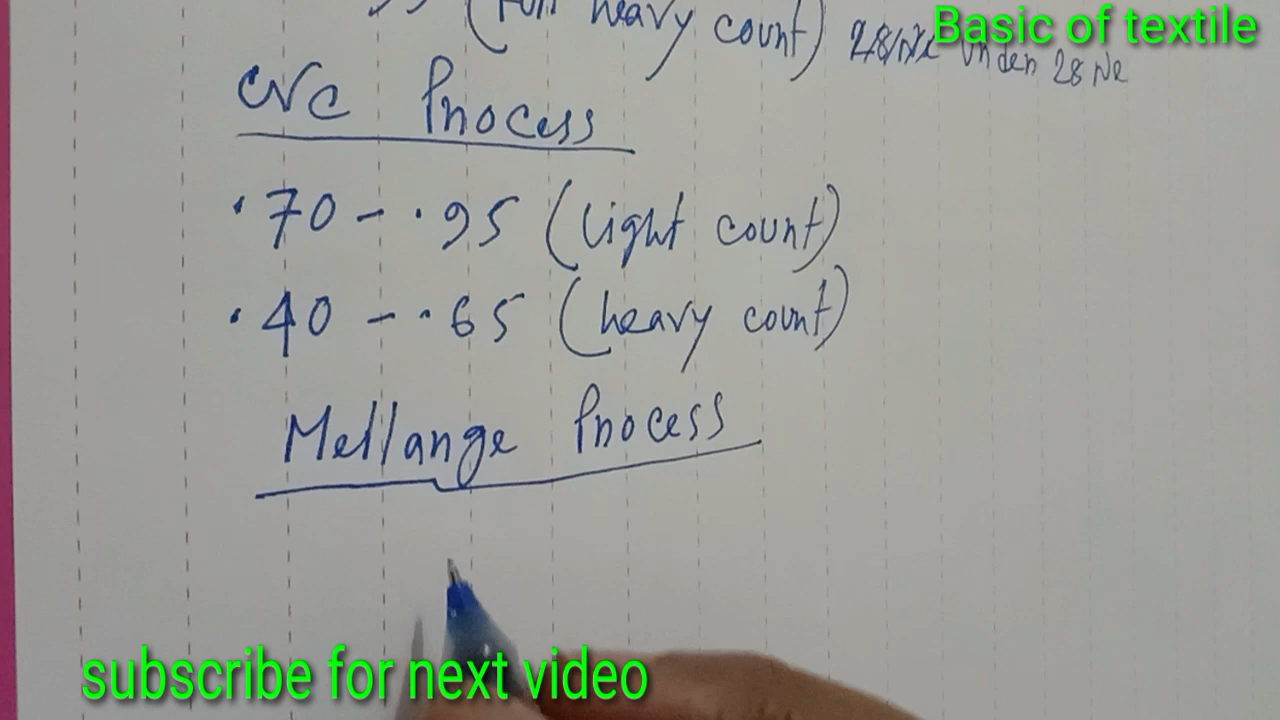 (Full heavy count) 28/Ne Under 28 Ne
Basic of textile
CVC Process
.70 - .95 (light count)
.40 - .65 (heavy count)
Mellange Process
subscribe for next video